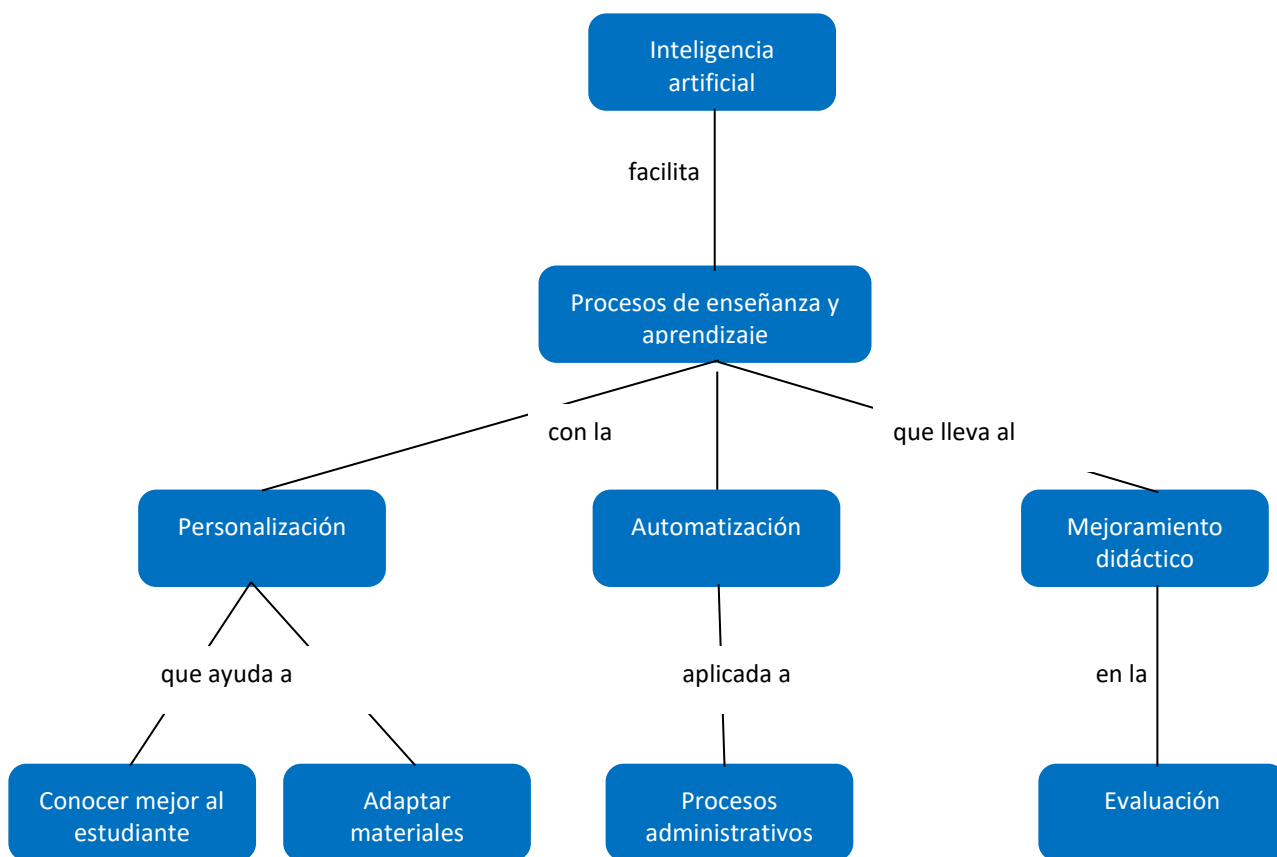 Inteligencia
artificial
facilita
Procesos de enseñanza y
aprendizaje
con la
que lleva al
Personalización
Automatización
Mejoramiento
didáctico
que ayuda a
aplicada a
en la
Conocer mejor al
estudiante
Adaptar
materiales
Procesos
administrativos
Evaluación